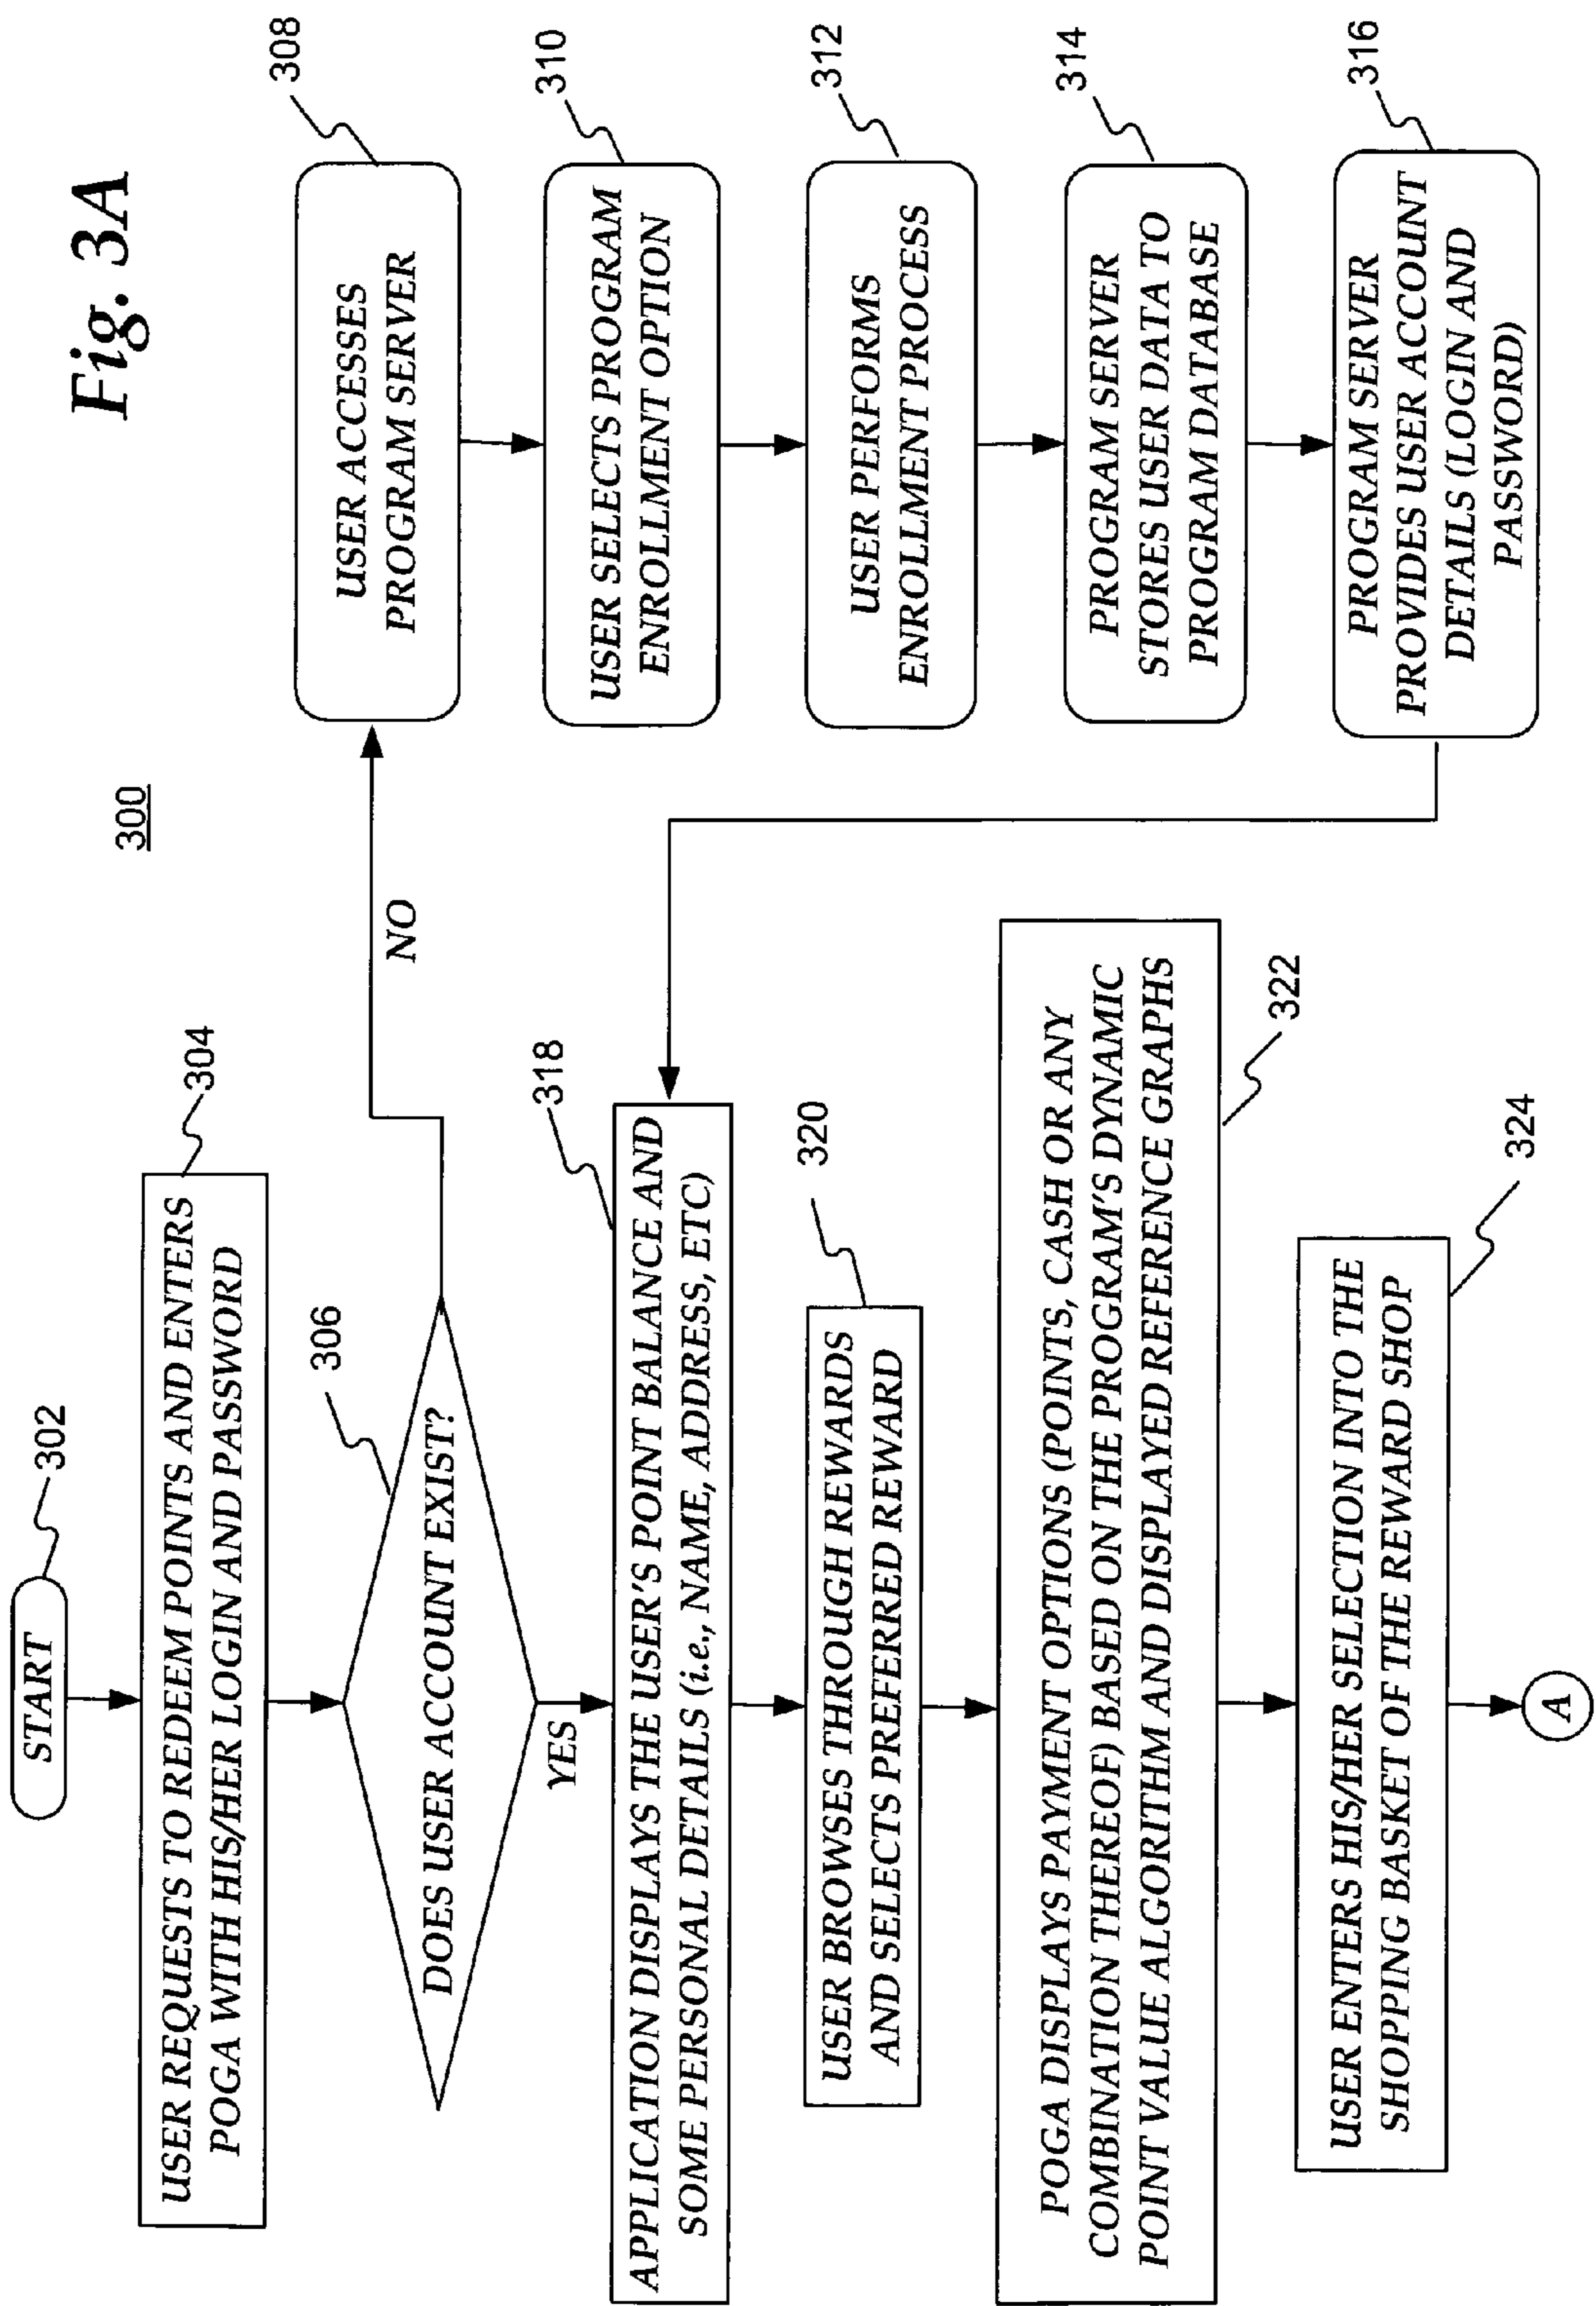 Fig. 3A
300
START
302
USER REQUESTS TO REDEEM POINTS AND ENTERS
POGA WITH HIS/HER LOGIN AND PASSWORD
304
DOES USER ACCOUNT EXIST?
306
NO
YES
USER ACCESSES
PROGRAM SERVER
308
USER SELECTS PROGRAM
ENROLLMENT OPTION
310
USER PERFORMS
ENROLLMENT PROCESS
312
PROGRAM SERVER
STORES USER DATA TO
PROGRAM DATABASE
314
PROGRAM SERVER
PROVIDES USER ACCOUNT
DETAILS (LOGIN AND
PASSWORD)
316
APPLICATION DISPLAYS THE USER'S POINT BALANCE AND
SOME PERSONAL DETAILS (i.e., NAME, ADDRESS, ETC)
318
USER BROWSES THROUGH REWARDS
AND SELECTS PREFERRED REWARD
320
POGA DISPLAYS PAYMENT OPTIONS (POINTS, CASH OR ANY
COMBINATION THEREOF) BASED ON THE PROGRAM'S DYNAMIC
POINT VALUE ALGORITHM AND DISPLAYED REFERENCE GRAPHS
322
USER ENTERS HIS/HER SELECTION INTO THE
SHOPPING BASKET OF THE REWARD SHOP
324
A